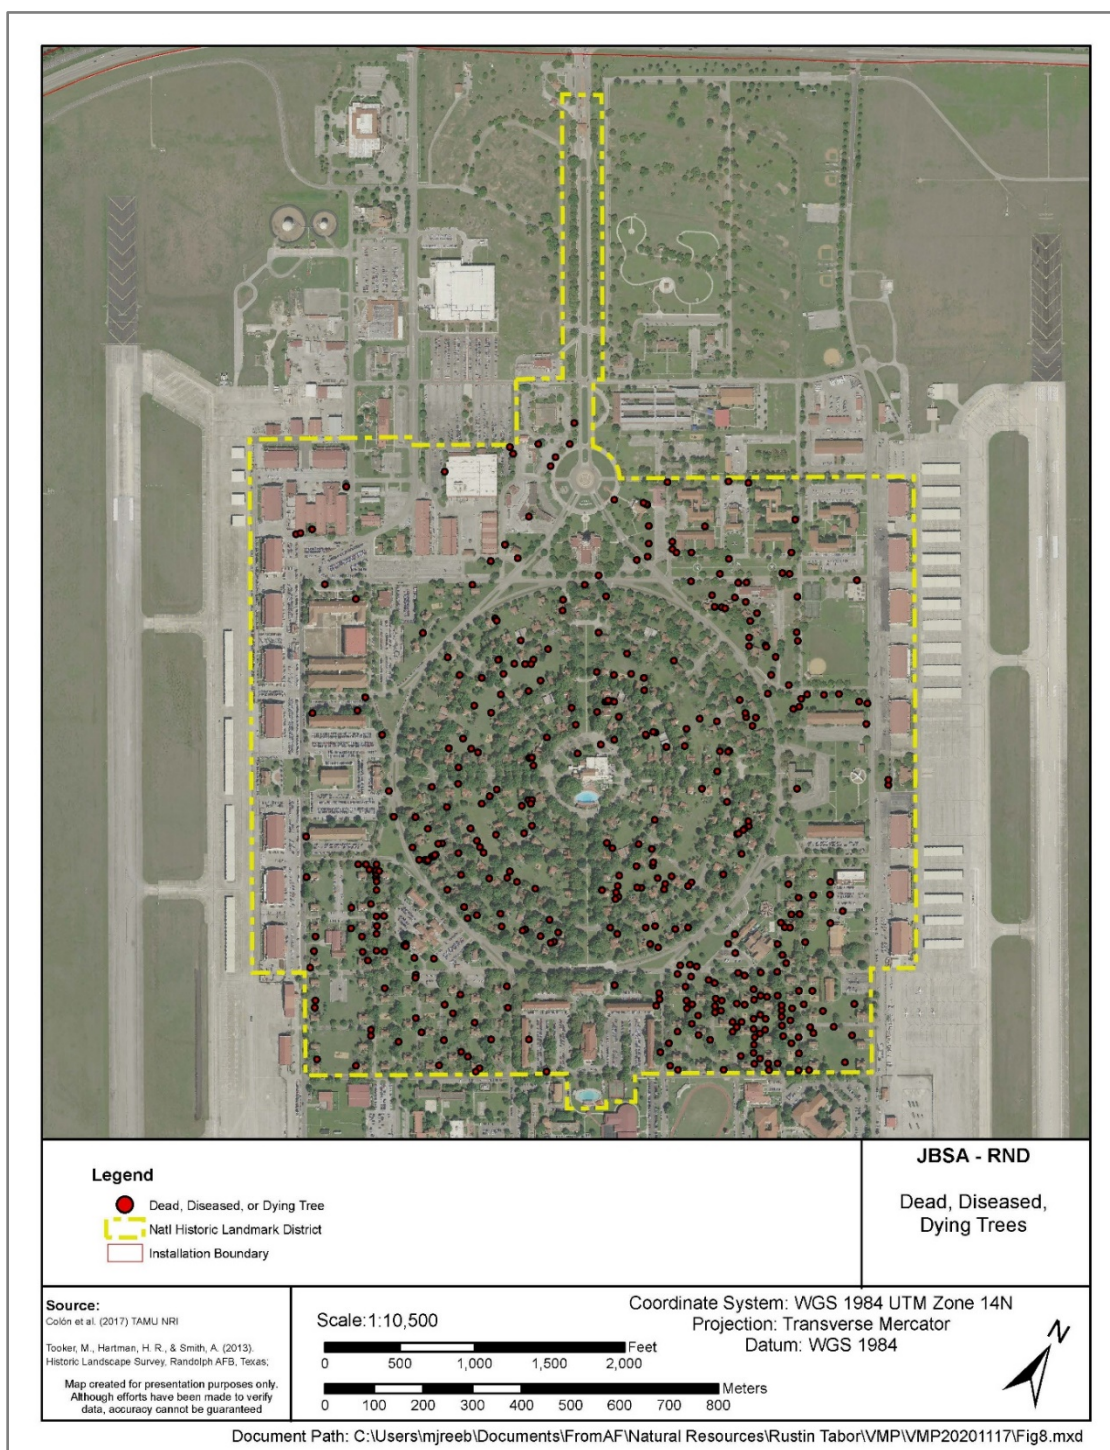 Legend
Dead, Diseased, or Dying Tree
Natl Historic Landmark District
Installation Boundary
JBSA - RND
Dead, Diseased,
Dying Trees
Source:
Colón et al. (2017) TAMU NRI
Tooker, M., Hartman, H. R., & Smith, A. (2013).
Historic Landscape Survey, Randolph AFB, Texas;
Map created for presentation purposes only.
Although efforts have been made to verify
data, accuracy cannot be guaranteed
Scale:1:10,500
Feet
0 500 1,000 1,500 2,000
Meters
0 100 200 300 400 500 600 700 800
Coordinate System: WGS 1984 UTM Zone 14N
Projection: Transverse Mercator
Datum: WGS 1984
N
Document Path: C:\Users\mjreeb\Documents\FromAF\Natural Resources\Rustin Tabor\VMP\VMP20201117\Fig8.mxd